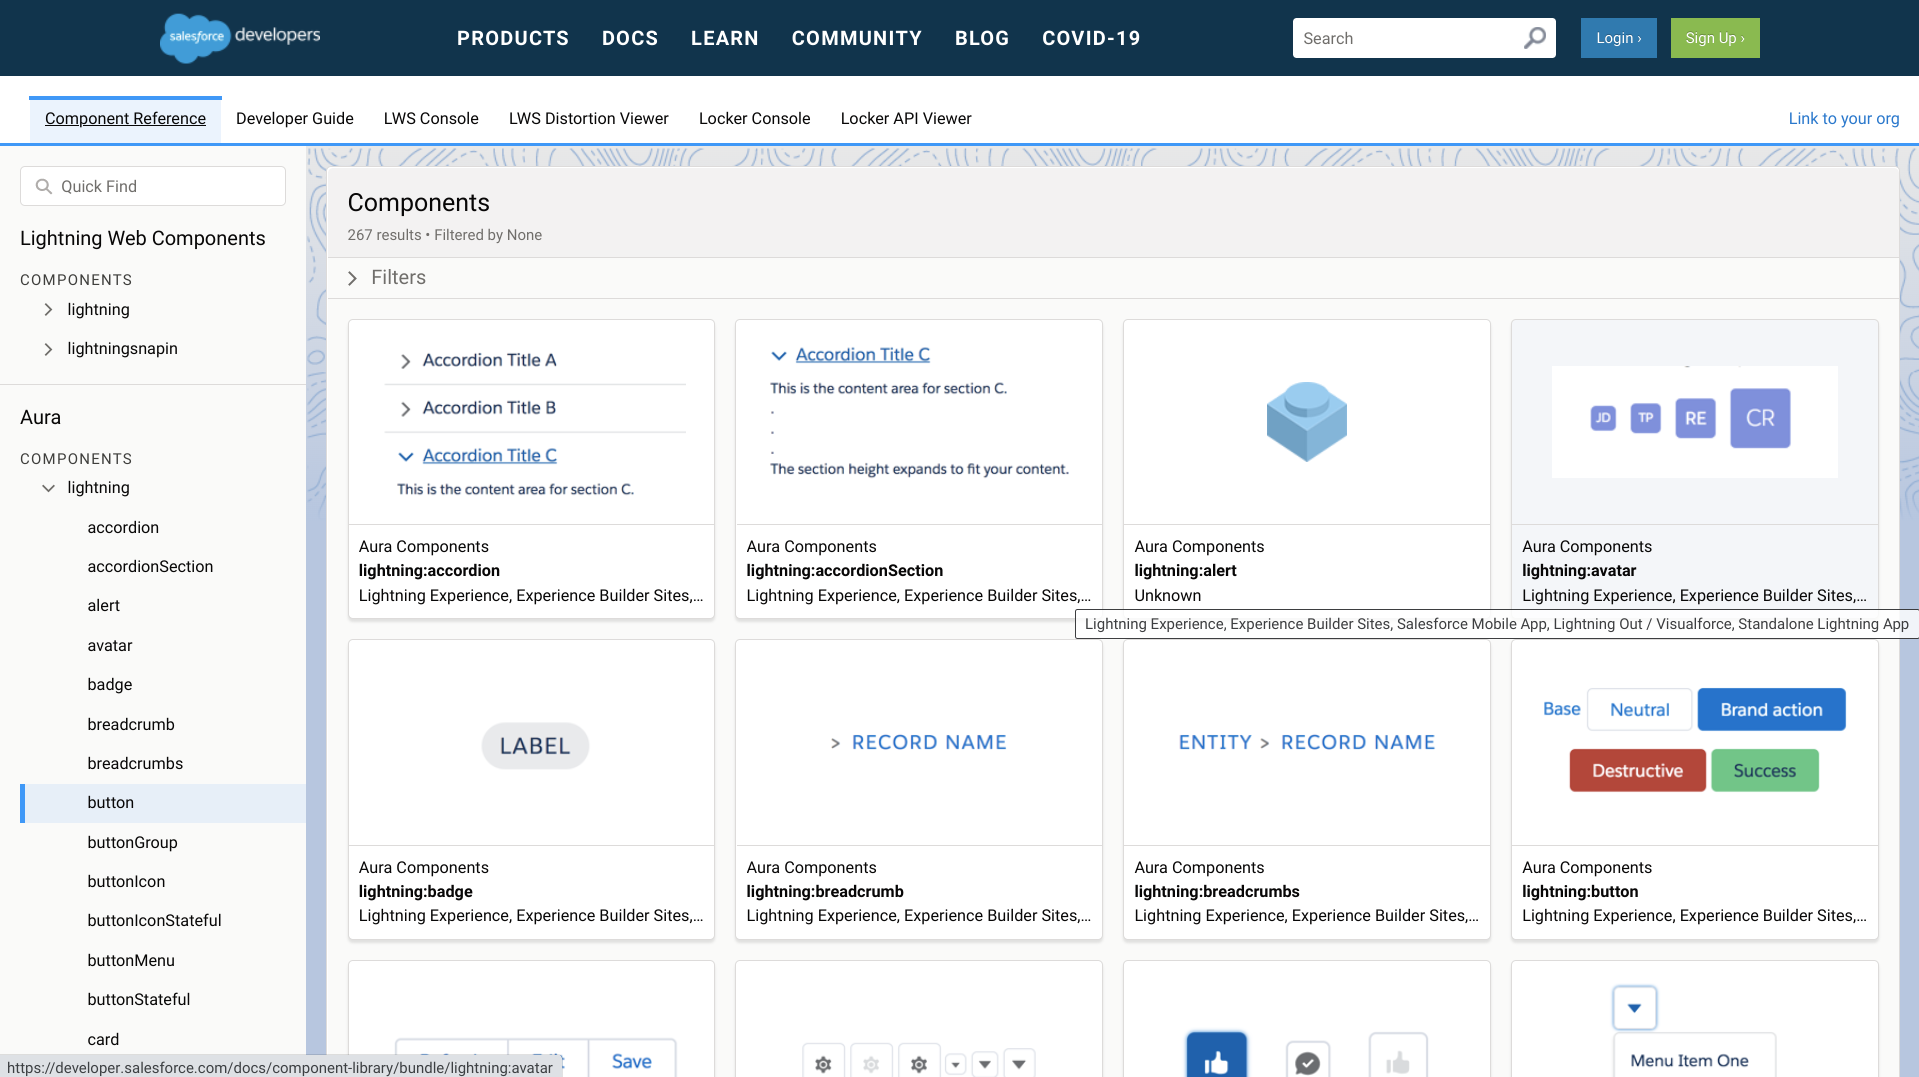 salesforce developers
PRODUCTS DOCS LEARN COMMUNITY BLOG COVID-19
Search
Login ›
Sign Up ›
Component Reference Developer Guide LWS Console LWS Distortion Viewer Locker Console Locker API Viewer
Link to your org
Quick Find
Lightning Web Components
COMPONENTS
lightning
lightningsnapin
Aura
COMPONENTS
lightning
accordion
accordionSection
alert
avatar
badge
breadcrumb
breadcrumbs
button
buttonGroup
buttonIcon
buttonIconStateful
buttonMenu
buttonStateful
card
Components
267 results • Filtered by None
Filters
Accordion Title A
Accordion Title B
Accordion Title C
This is the content area for section C.
Aura Components
lightning:accordion
Lightning Experience, Experience Builder Sites,...
Accordion Title C
This is the content area for section C.
.
.
.
The section height expands to fit your content.
Aura Components
lightning:accordionSection
Lightning Experience, Experience Builder Sites,...
Aura Components
lightning:alert
Unknown
JD TP RE CR
Aura Components
lightning:avatar
Lightning Experience, Experience Builder Sites,...
Lightning Experience, Experience Builder Sites, Salesforce Mobile App, Lightning Out / Visualforce, Standalone Lightning App
LABEL
Aura Components
lightning:badge
Lightning Experience, Experience Builder Sites,...
> RECORD NAME
Aura Components
lightning:breadcrumb
Lightning Experience, Experience Builder Sites,...
ENTITY > RECORD NAME
Aura Components
lightning:breadcrumbs
Lightning Experience, Experience Builder Sites,...
Base Neutral Brand action
Destructive Success
Aura Components
lightning:button
Lightning Experience, Experience Builder Sites,...
Save
Menu Item One
https://developer.salesforce.com/docs/component-library/bundle/lightning:avatar